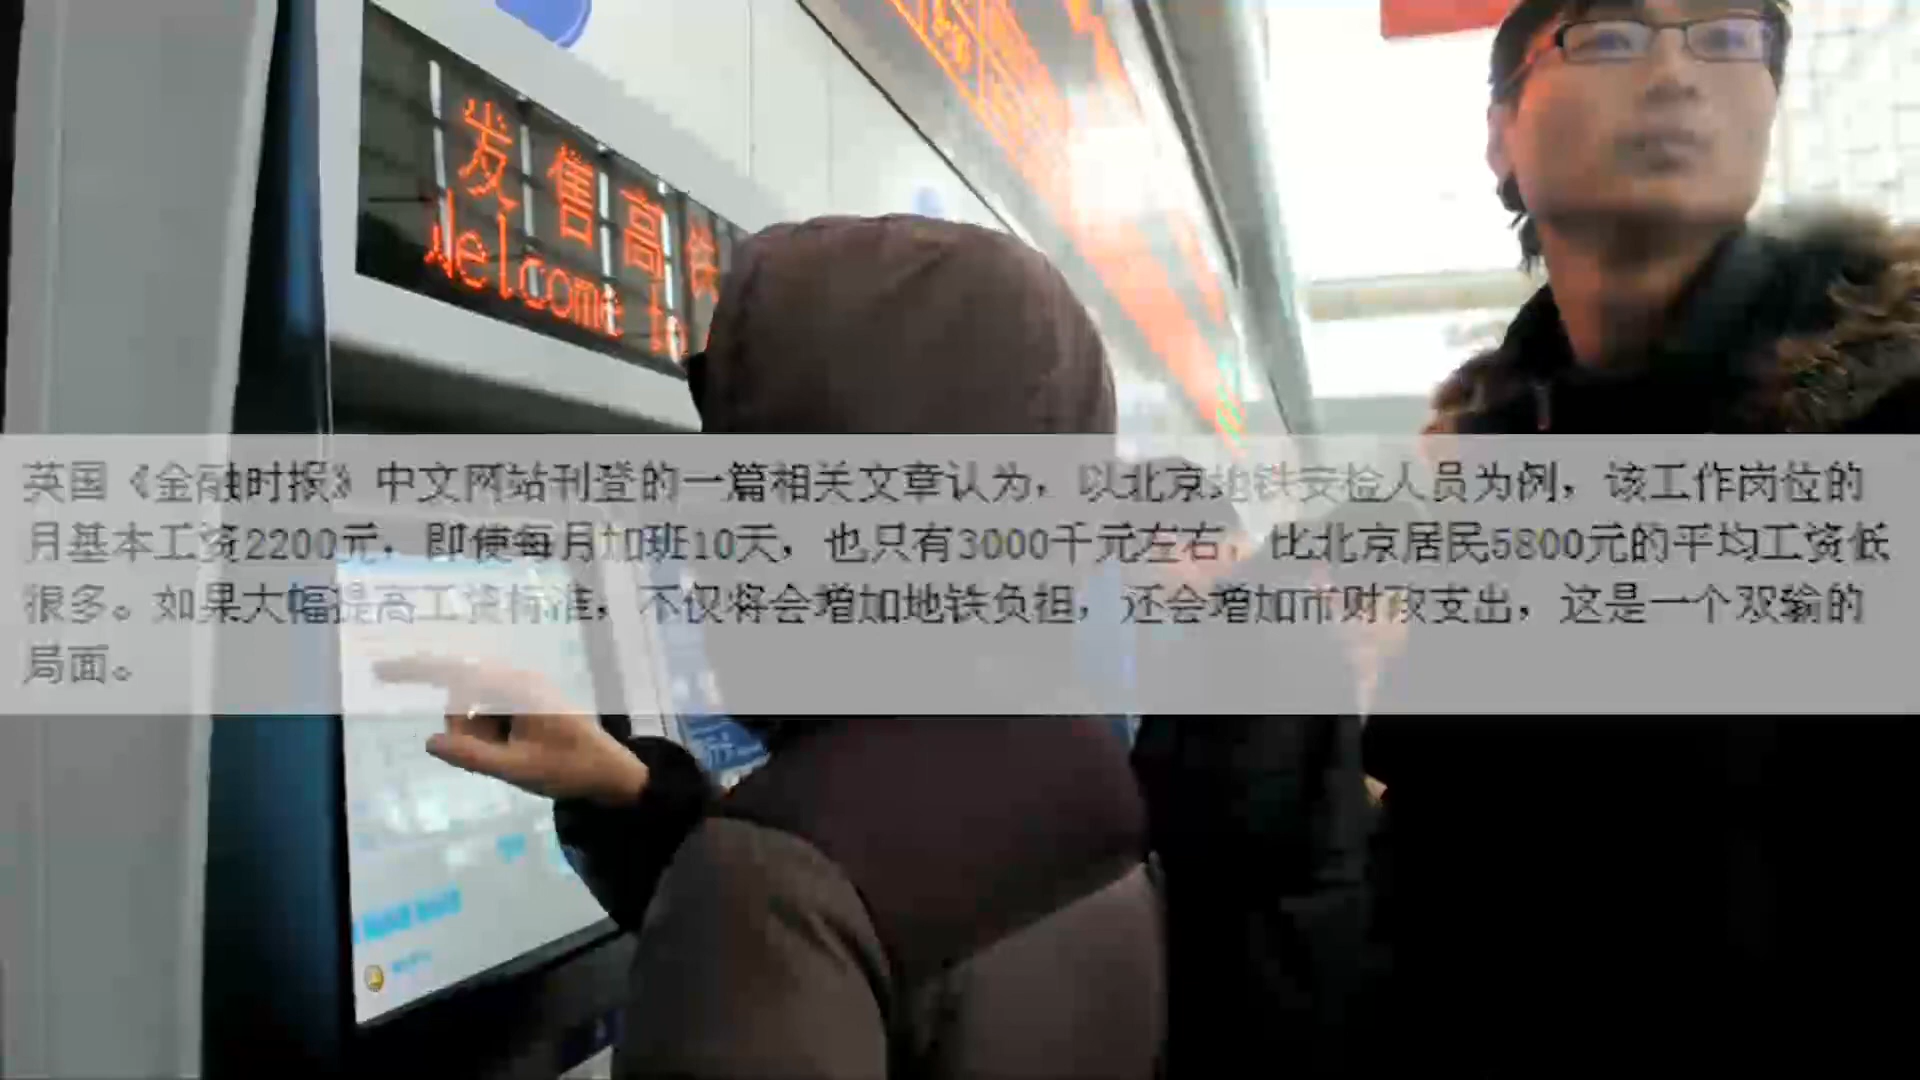 发售高铁
Welcome to
英国《金融时报》中文网站刊登的一篇相关文章认为，以北京地铁安检人员为例，该工作岗位的
月基本工资2200元，即使每月加班10天，也只有3000千元左右，比北京居民5800元的平均工资低
很多。如果大幅提高工资标准，不仅将会增加地铁负担，还会增加市财政支出，这是一个双输的
局面。